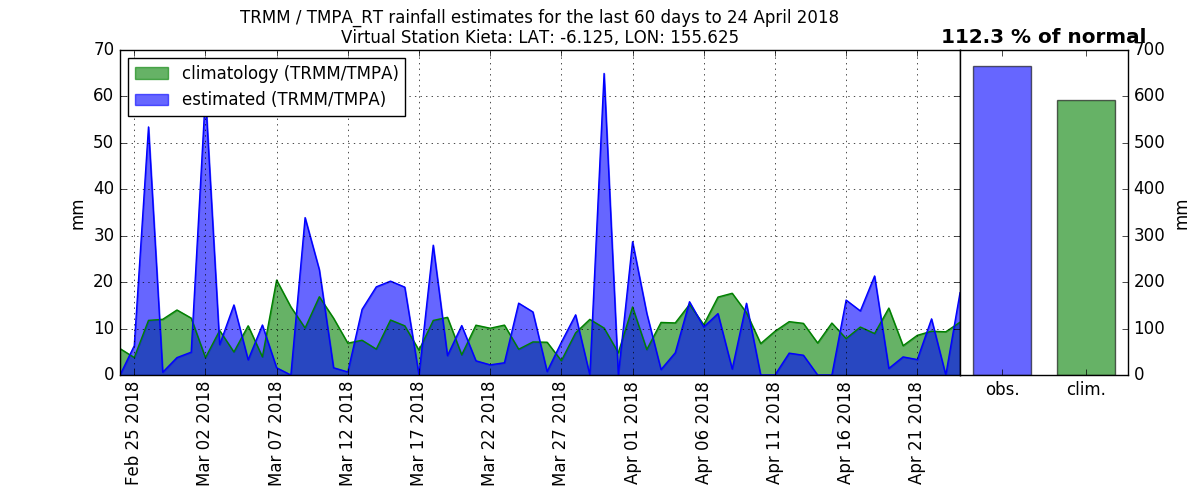 TRMM / TMPA_RT rainfall estimates for the last 60 days to 24 April 2018
Virtual Station Kieta: LAT: -6.125, LON: 155.625
112.3 % of normal
climatology (TRMM/TMPA)
estimated (TRMM/TMPA)
70
60
50
40
30
20
10
0
mm
Feb 25 2018
Mar 02 2018
Mar 07 2018
Mar 12 2018
Mar 17 2018
Mar 22 2018
Mar 27 2018
Apr 01 2018
Apr 06 2018
Apr 11 2018
Apr 16 2018
Apr 21 2018
700
600
500
400
300
200
100
0
mm
obs.
clim.